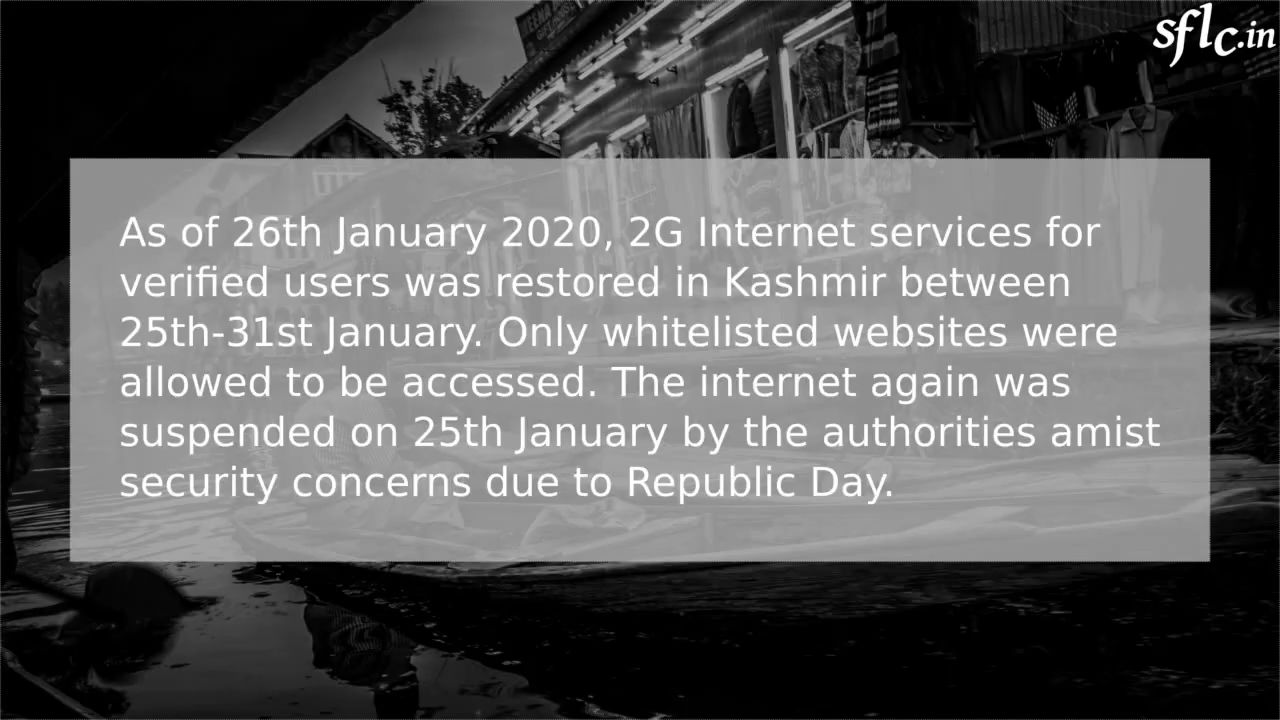 sflc.in
As of 26th January 2020, 2G Internet services for
verified users was restored in Kashmir between
25th-31st January. Only whitelisted websites were
allowed to be accessed. The internet again was
suspended on 25th January by the authorities amist
security concerns due to Republic Day.